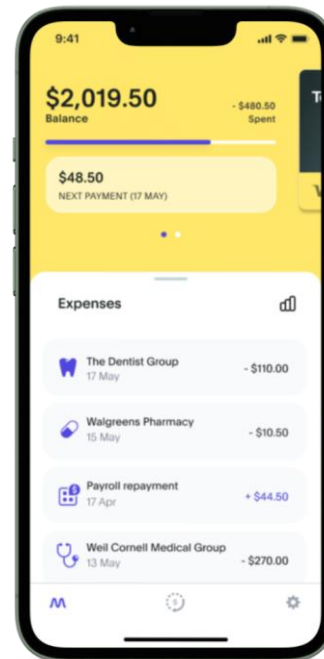 9:41
$2,019.50
- $480.50
Balance
Spent
$48.50
NEXT PAYMENT (17 MAY)
Expenses
The Dentist Group
17 May
- $110.00
Walgreens Pharmacy
15 May
- $10.50
Payroll repayment
17 Apr
+ $44.50
Weil Cornell Medical Group
13 May
- $270.00